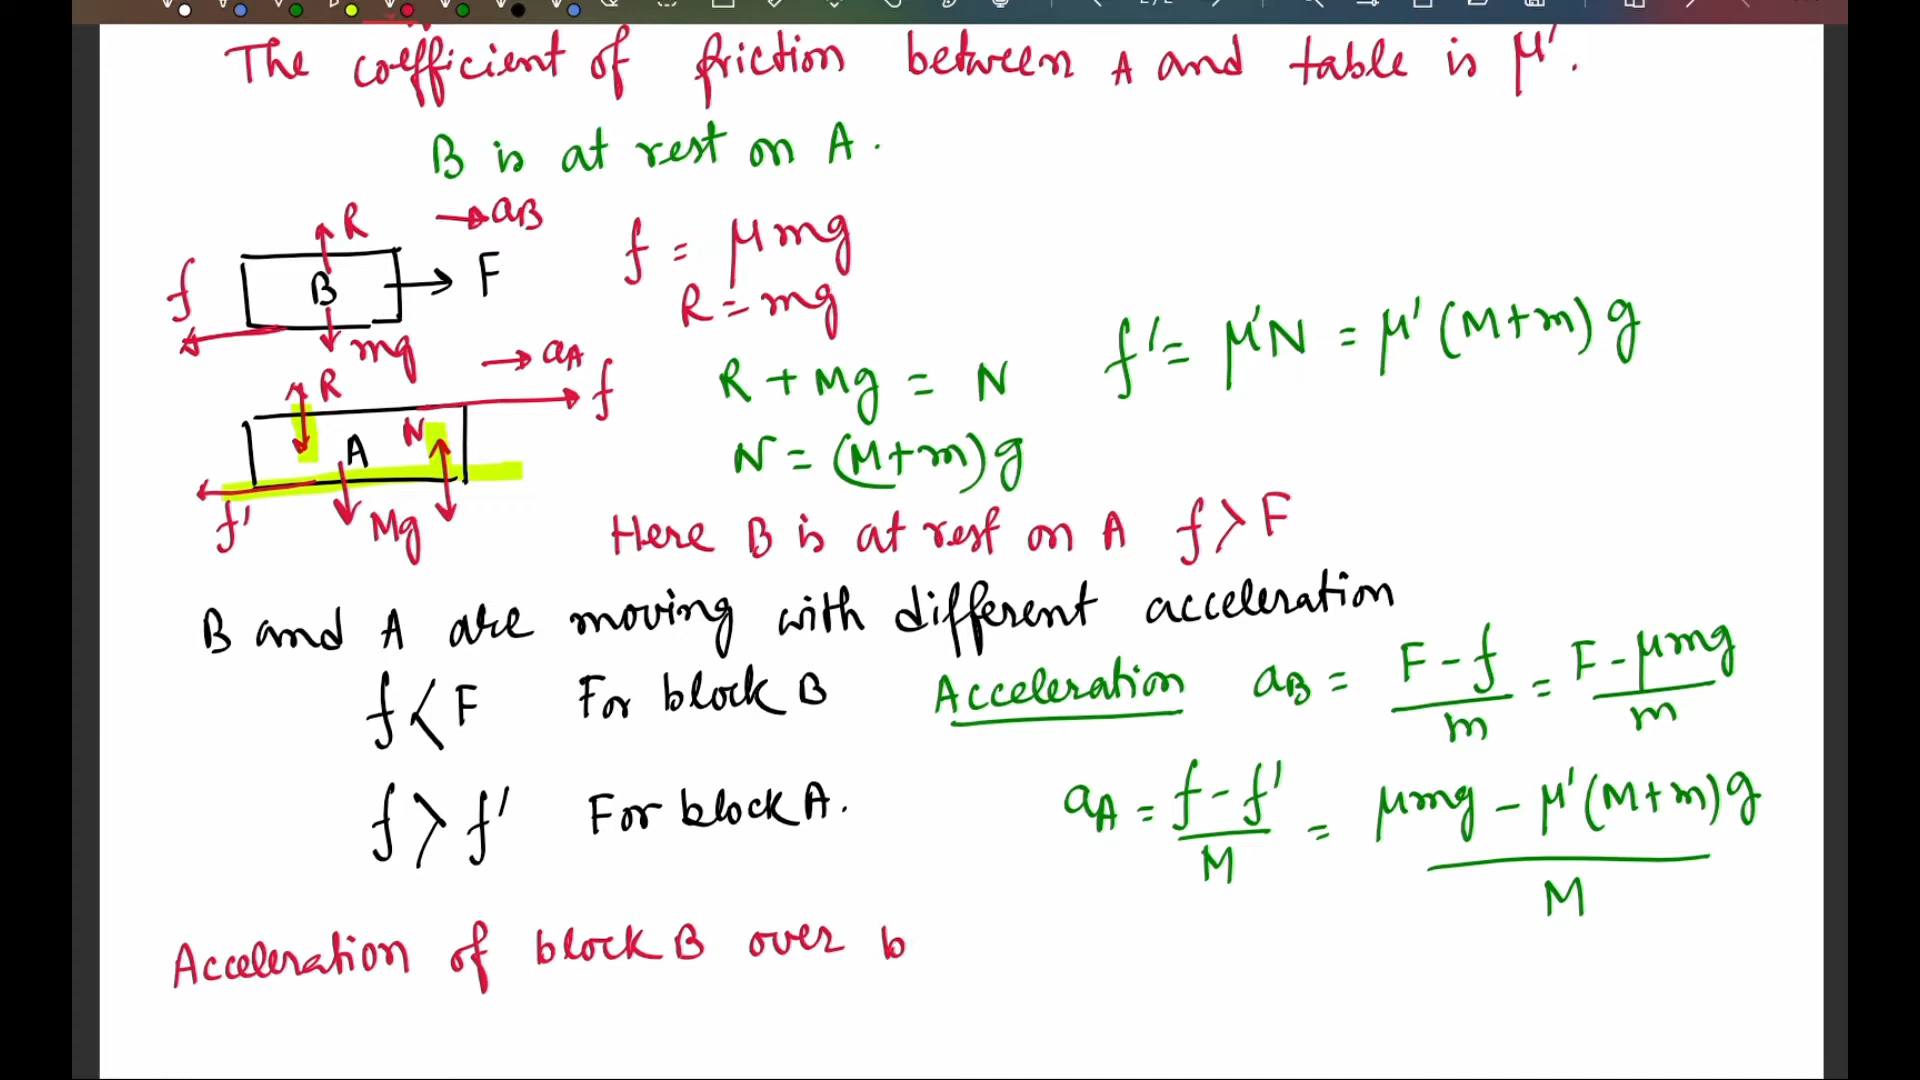 The coefficient of friction between A and table is μ'.
B is at rest on A.
R
→ aB
f
B
→ F
mg
f = μmg
R = mg
R
→ aA
f
A
N
f'
Mg
R + Mg = N
N = (M+m)g
f' = μ'N = μ'(M+m)g
Here B is at rest on A f > F
B and A are moving with different acceleration
f < F For block B
Acceleration aB = (F - f)/m = (F - μmg)/m
f > f' For block A.
aA = (f - f')/M = (μmg - μ'(M+m)g)/M
Acceleration of block B over b